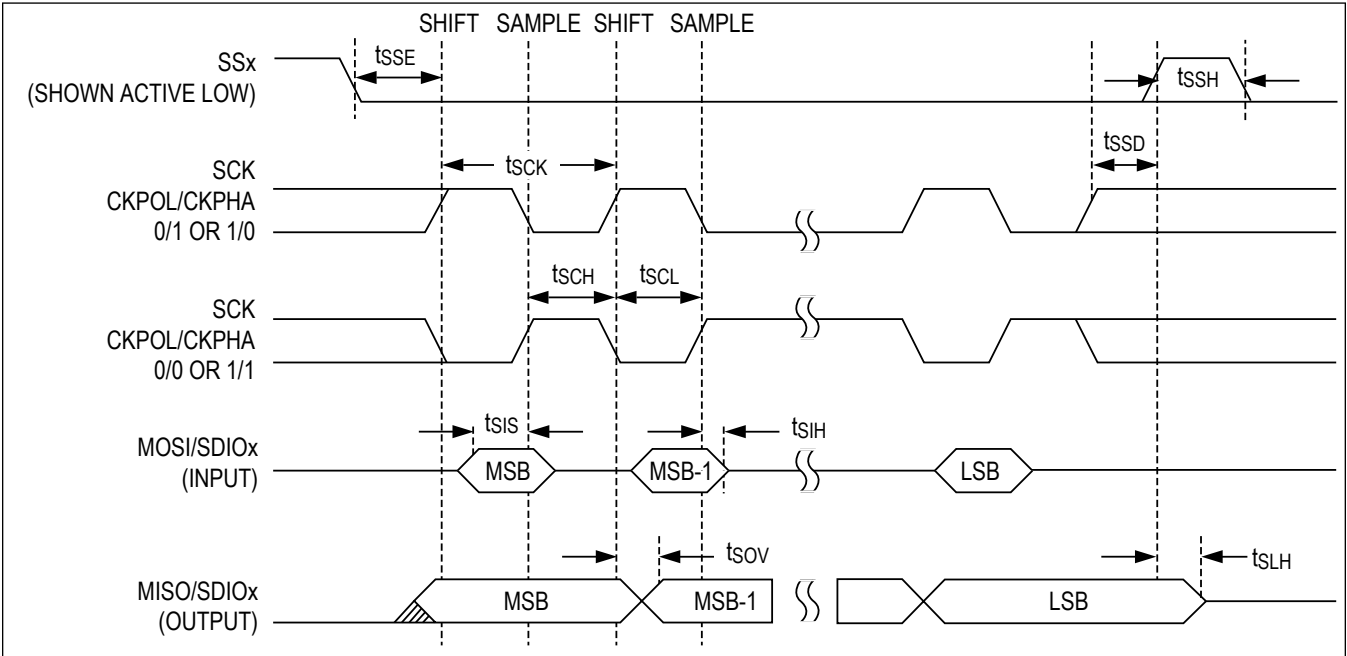 SHIFT SAMPLE SHIFT SAMPLE
SSx
(SHOWN ACTIVE LOW)
tSSE
tSSH
tSSD
SCK
CKPOL/CKPHA
0/1 OR 1/0
tSCK
tSCH
tSCL
SCK
CKPOL/CKPHA
0/0 OR 1/1
MOSI/SDIOx
(INPUT)
tSIS
tSIH
MSB
MSB-1
LSB
MISO/SDIOx
(OUTPUT)
tSOV
tSLH
MSB
MSB-1
LSB